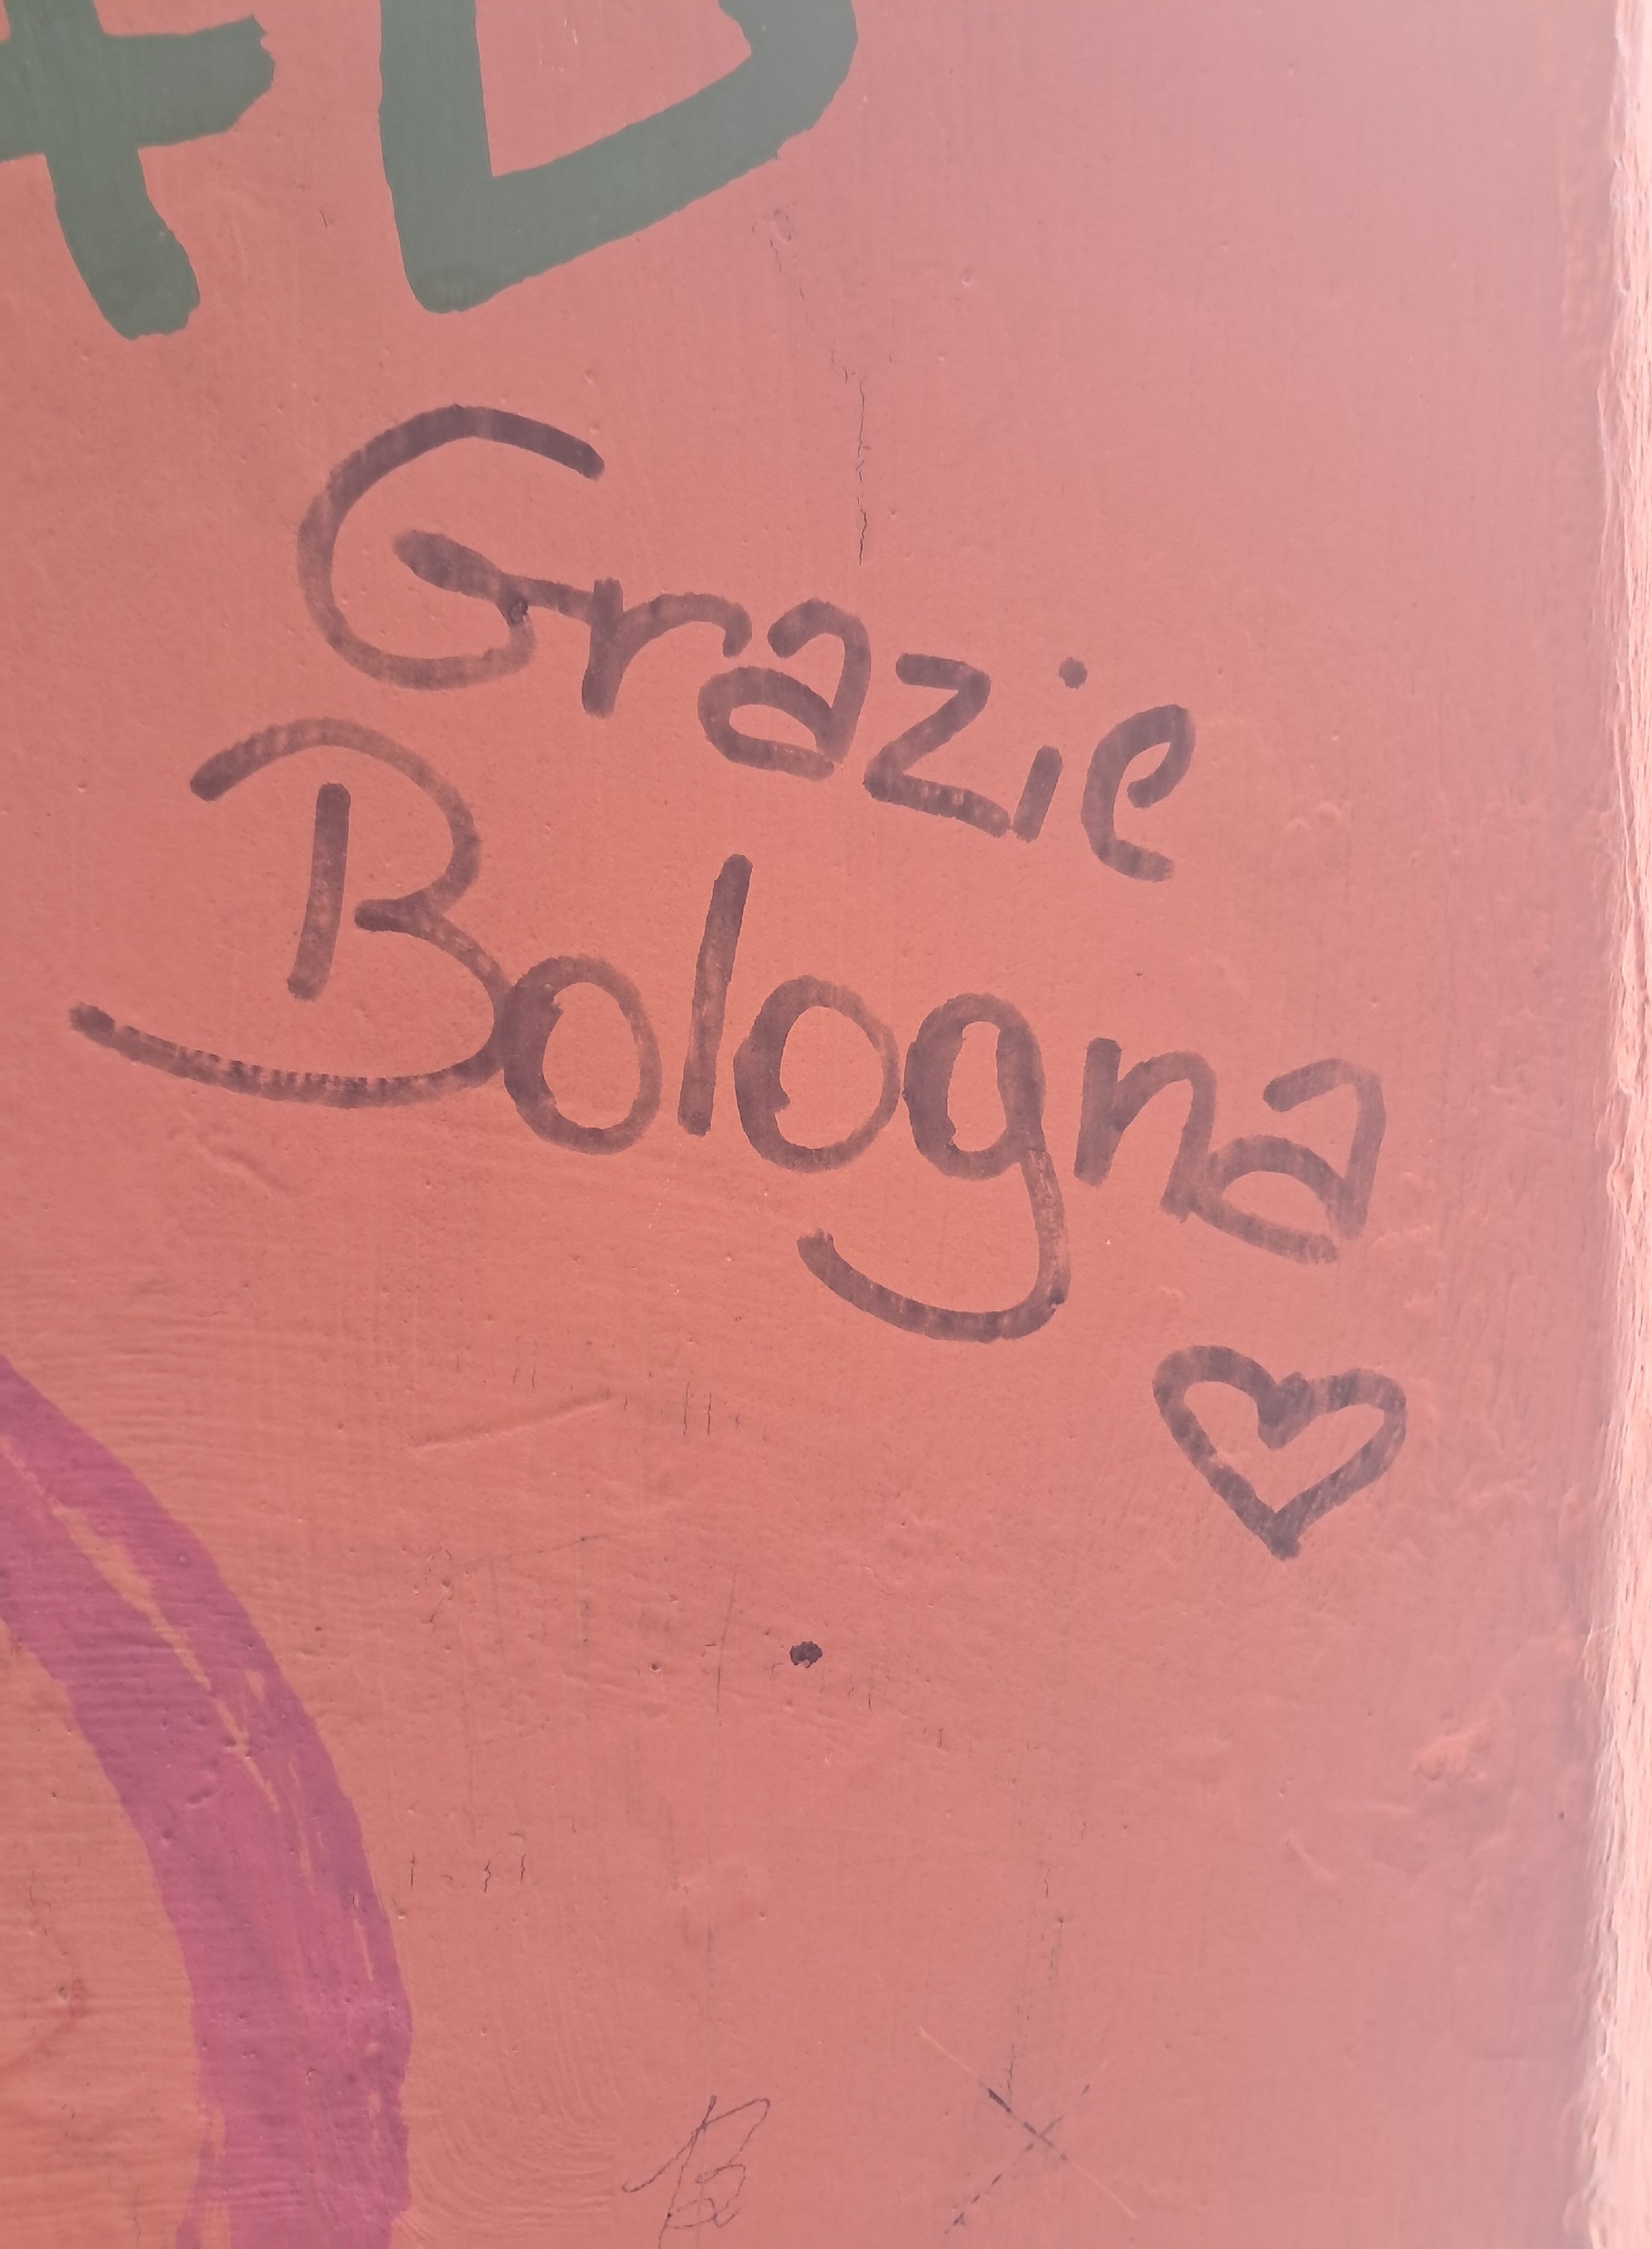 +D
Grazie
Bologna
♡
B